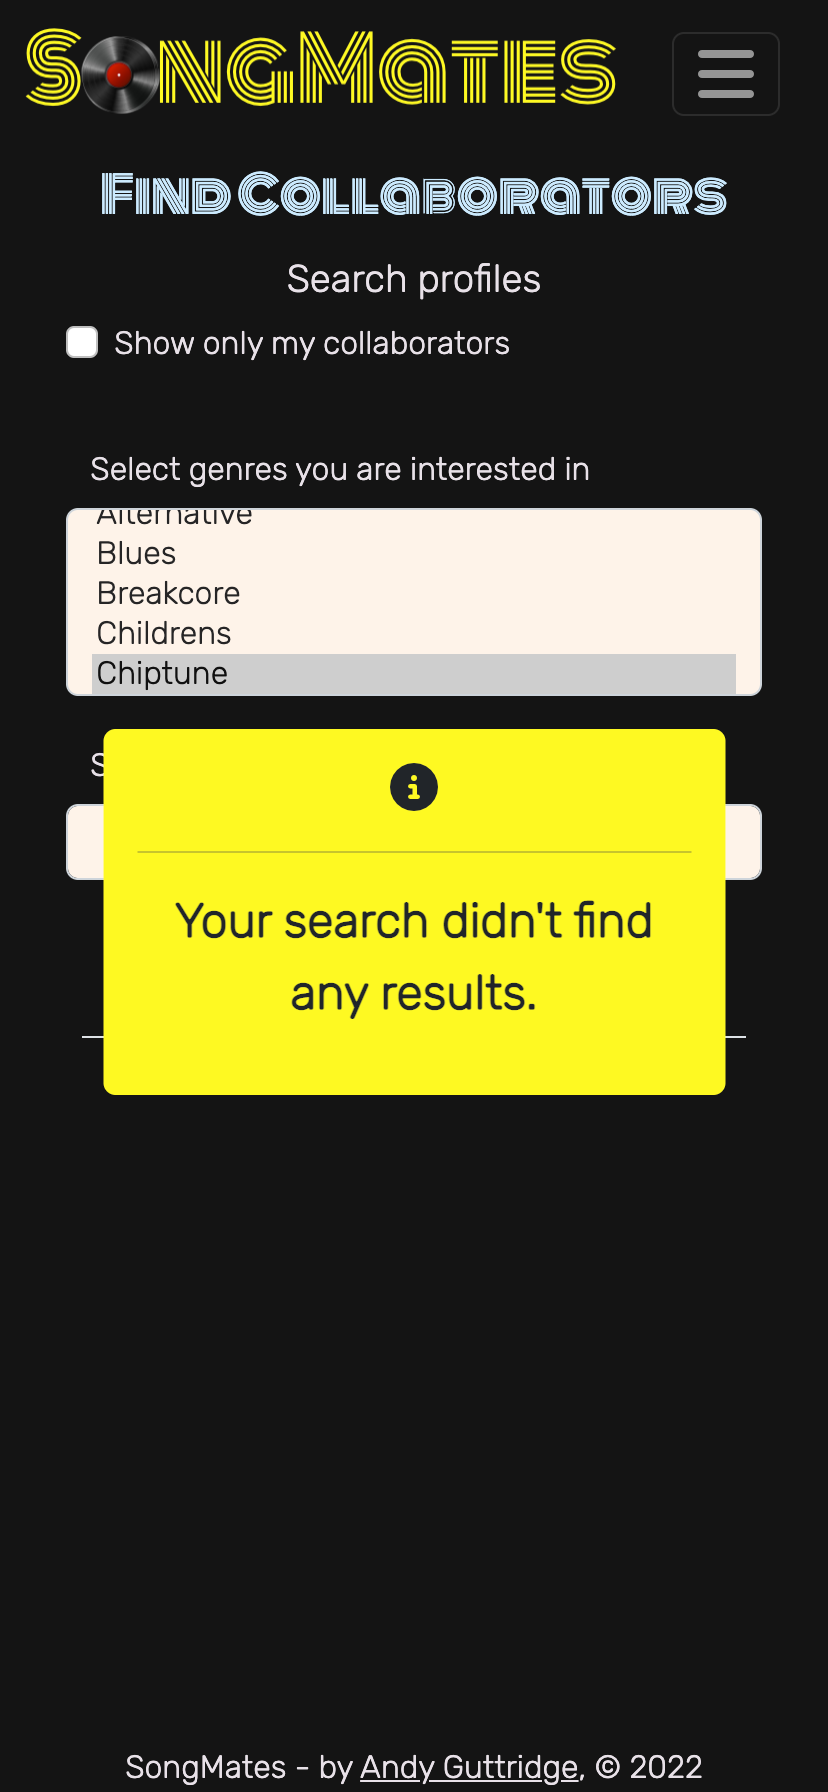 SongMates
Find Collaborators
Search profiles
Show only my collaborators
Select genres you are interested in
Alternative
Blues
Breakcore
Childrens
Chiptune
Your search didn't find
any results.
SongMates - by Andy Guttridge, © 2022